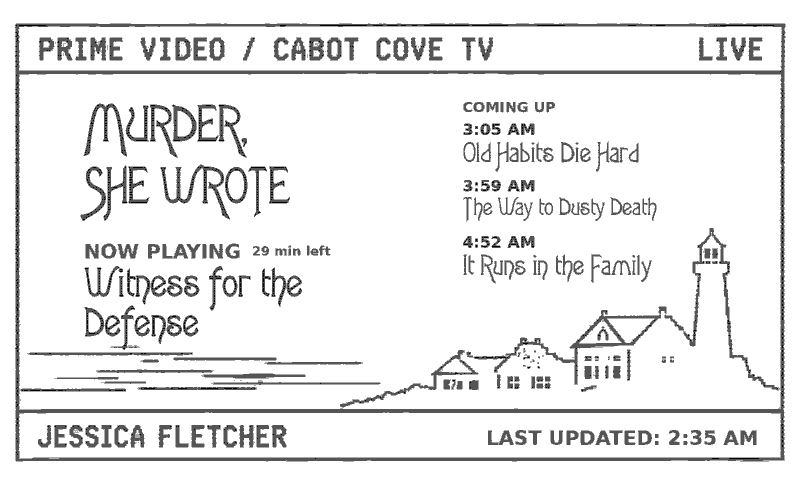 PRIME VIDEO / CABOT COVE TV LIVE
MURDER,
SHE WROTE
NOW PLAYING 29 min left
Witness for the
Defense
COMING UP
3:05 AM
Old Habits Die Hard
3:59 AM
The Way to Dusty Death
4:52 AM
It Runs in the Family
JESSICA FLETCHER LAST UPDATED: 2:35 AM